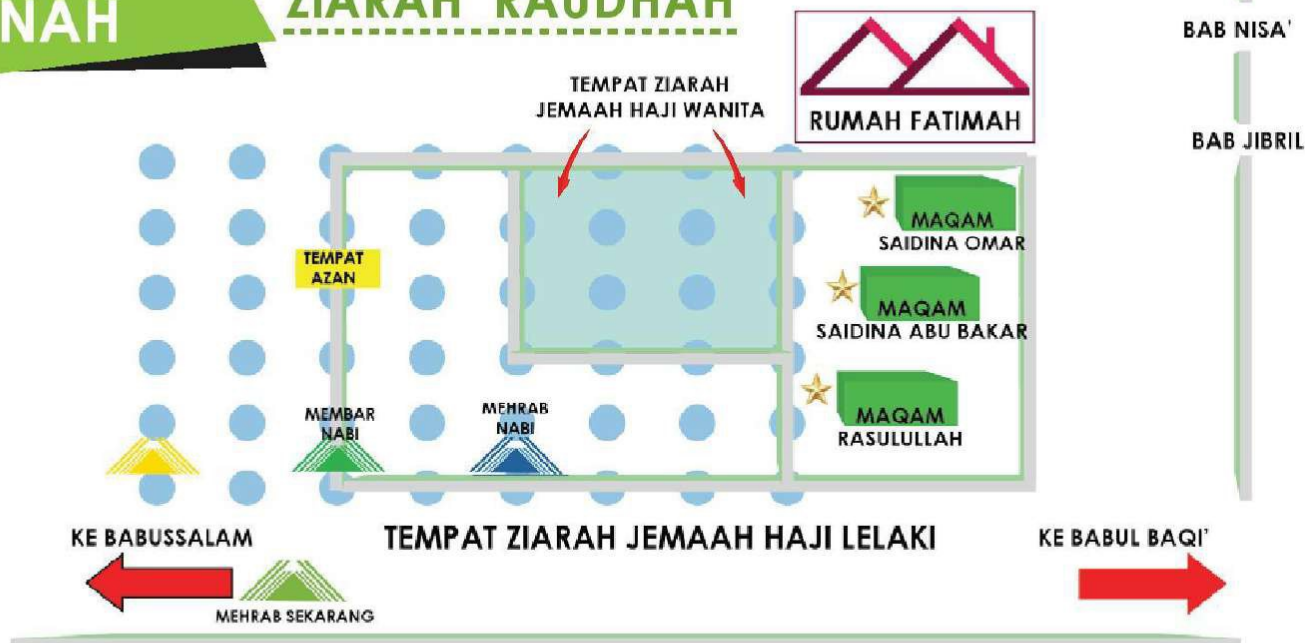 NAH
ZIARAH RAUDHAH
BAB NISA'
TEMPAT ZIARAH
JEMAAH HAJI WANITA
RUMAH FATIMAH
BAB JIBRIL
MAQAM
SAIDINA OMAR
TEMPAT
AZAN
MAQAM
SAIDINA ABU BAKAR
MEMBAR
NABI
MEHRAB
NABI
MAQAM
RASULULLAH
KE BABUSSALAM
TEMPAT ZIARAH JEMAAH HAJI LELAKI
KE BABUL BAQI'
MEHRAB SEKARANG